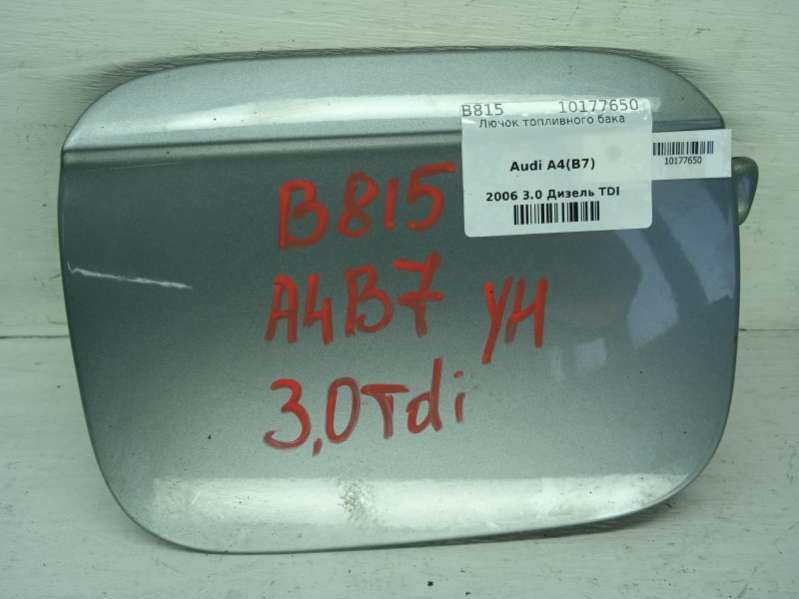 B815 10177650
Лючок топливного бака
Audi A4(B7)
2006 3.0 Дизель TDI
10177650
B815
A4B7 УН
3,0Tdi